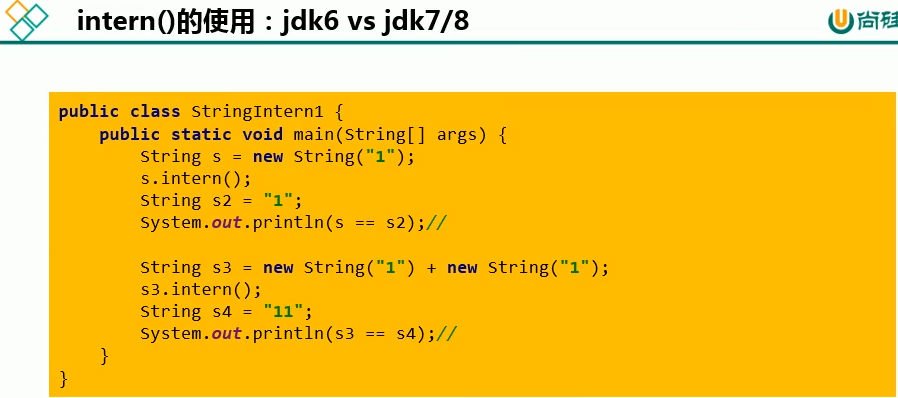 intern()的使用：jdk6 vs jdk7/8
尚硅
public class StringIntern1 {
    public static void main(String[] args) {
        String s = new String("1");
        s.intern();
        String s2 = "1";
        System.out.println(s == s2);//
        String s3 = new String("1") + new String("1");
        s3.intern();
        String s4 = "11";
        System.out.println(s3 == s4);//
    }
}